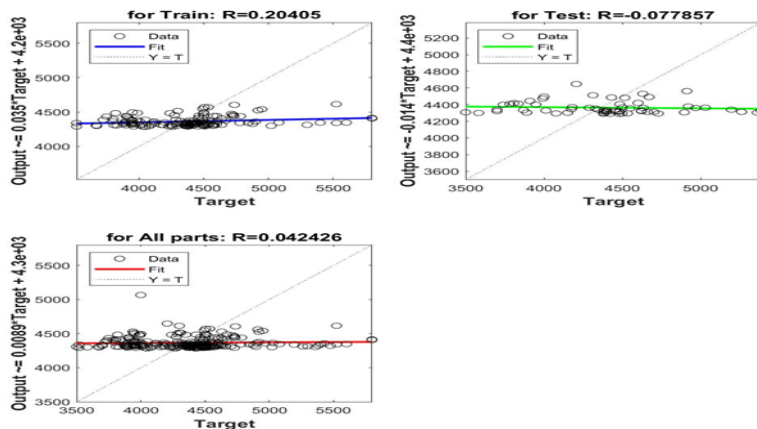 for Train: R=0.20405
Output ~= 0.035*Target + 4.2e+03
5500
5000
4500
4000
Data
Fit
Y = T
4000 4500 5000 5500
Target
for Test: R=-0.077857
Output ~= -0.014*Target + 4.4e+03
5200
5000
4800
4600
4400
4200
4000
3800
3600
Data
Fit
Y = T
3500 4000 4500 5000
Target
for All parts: R=0.042426
Output ~= 0.0089*Target + 4.3e+03
5500
5000
4500
4000
3500
Data
Fit
Y = T
3500 4000 4500 5000 5500
Target